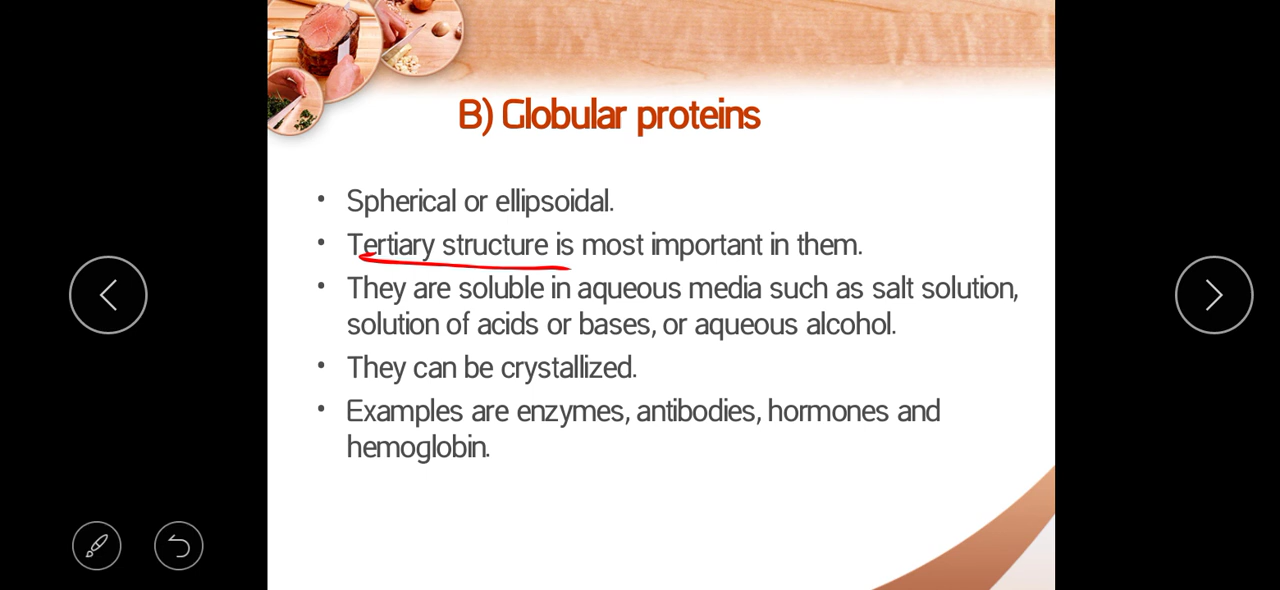 B) Globular proteins
• Spherical or ellipsoidal.
• Tertiary structure is most important in them.
• They are soluble in aqueous media such as salt solution,
solution of acids or bases, or aqueous alcohol.
• They can be crystallized.
• Examples are enzymes, antibodies, hormones and
hemoglobin.